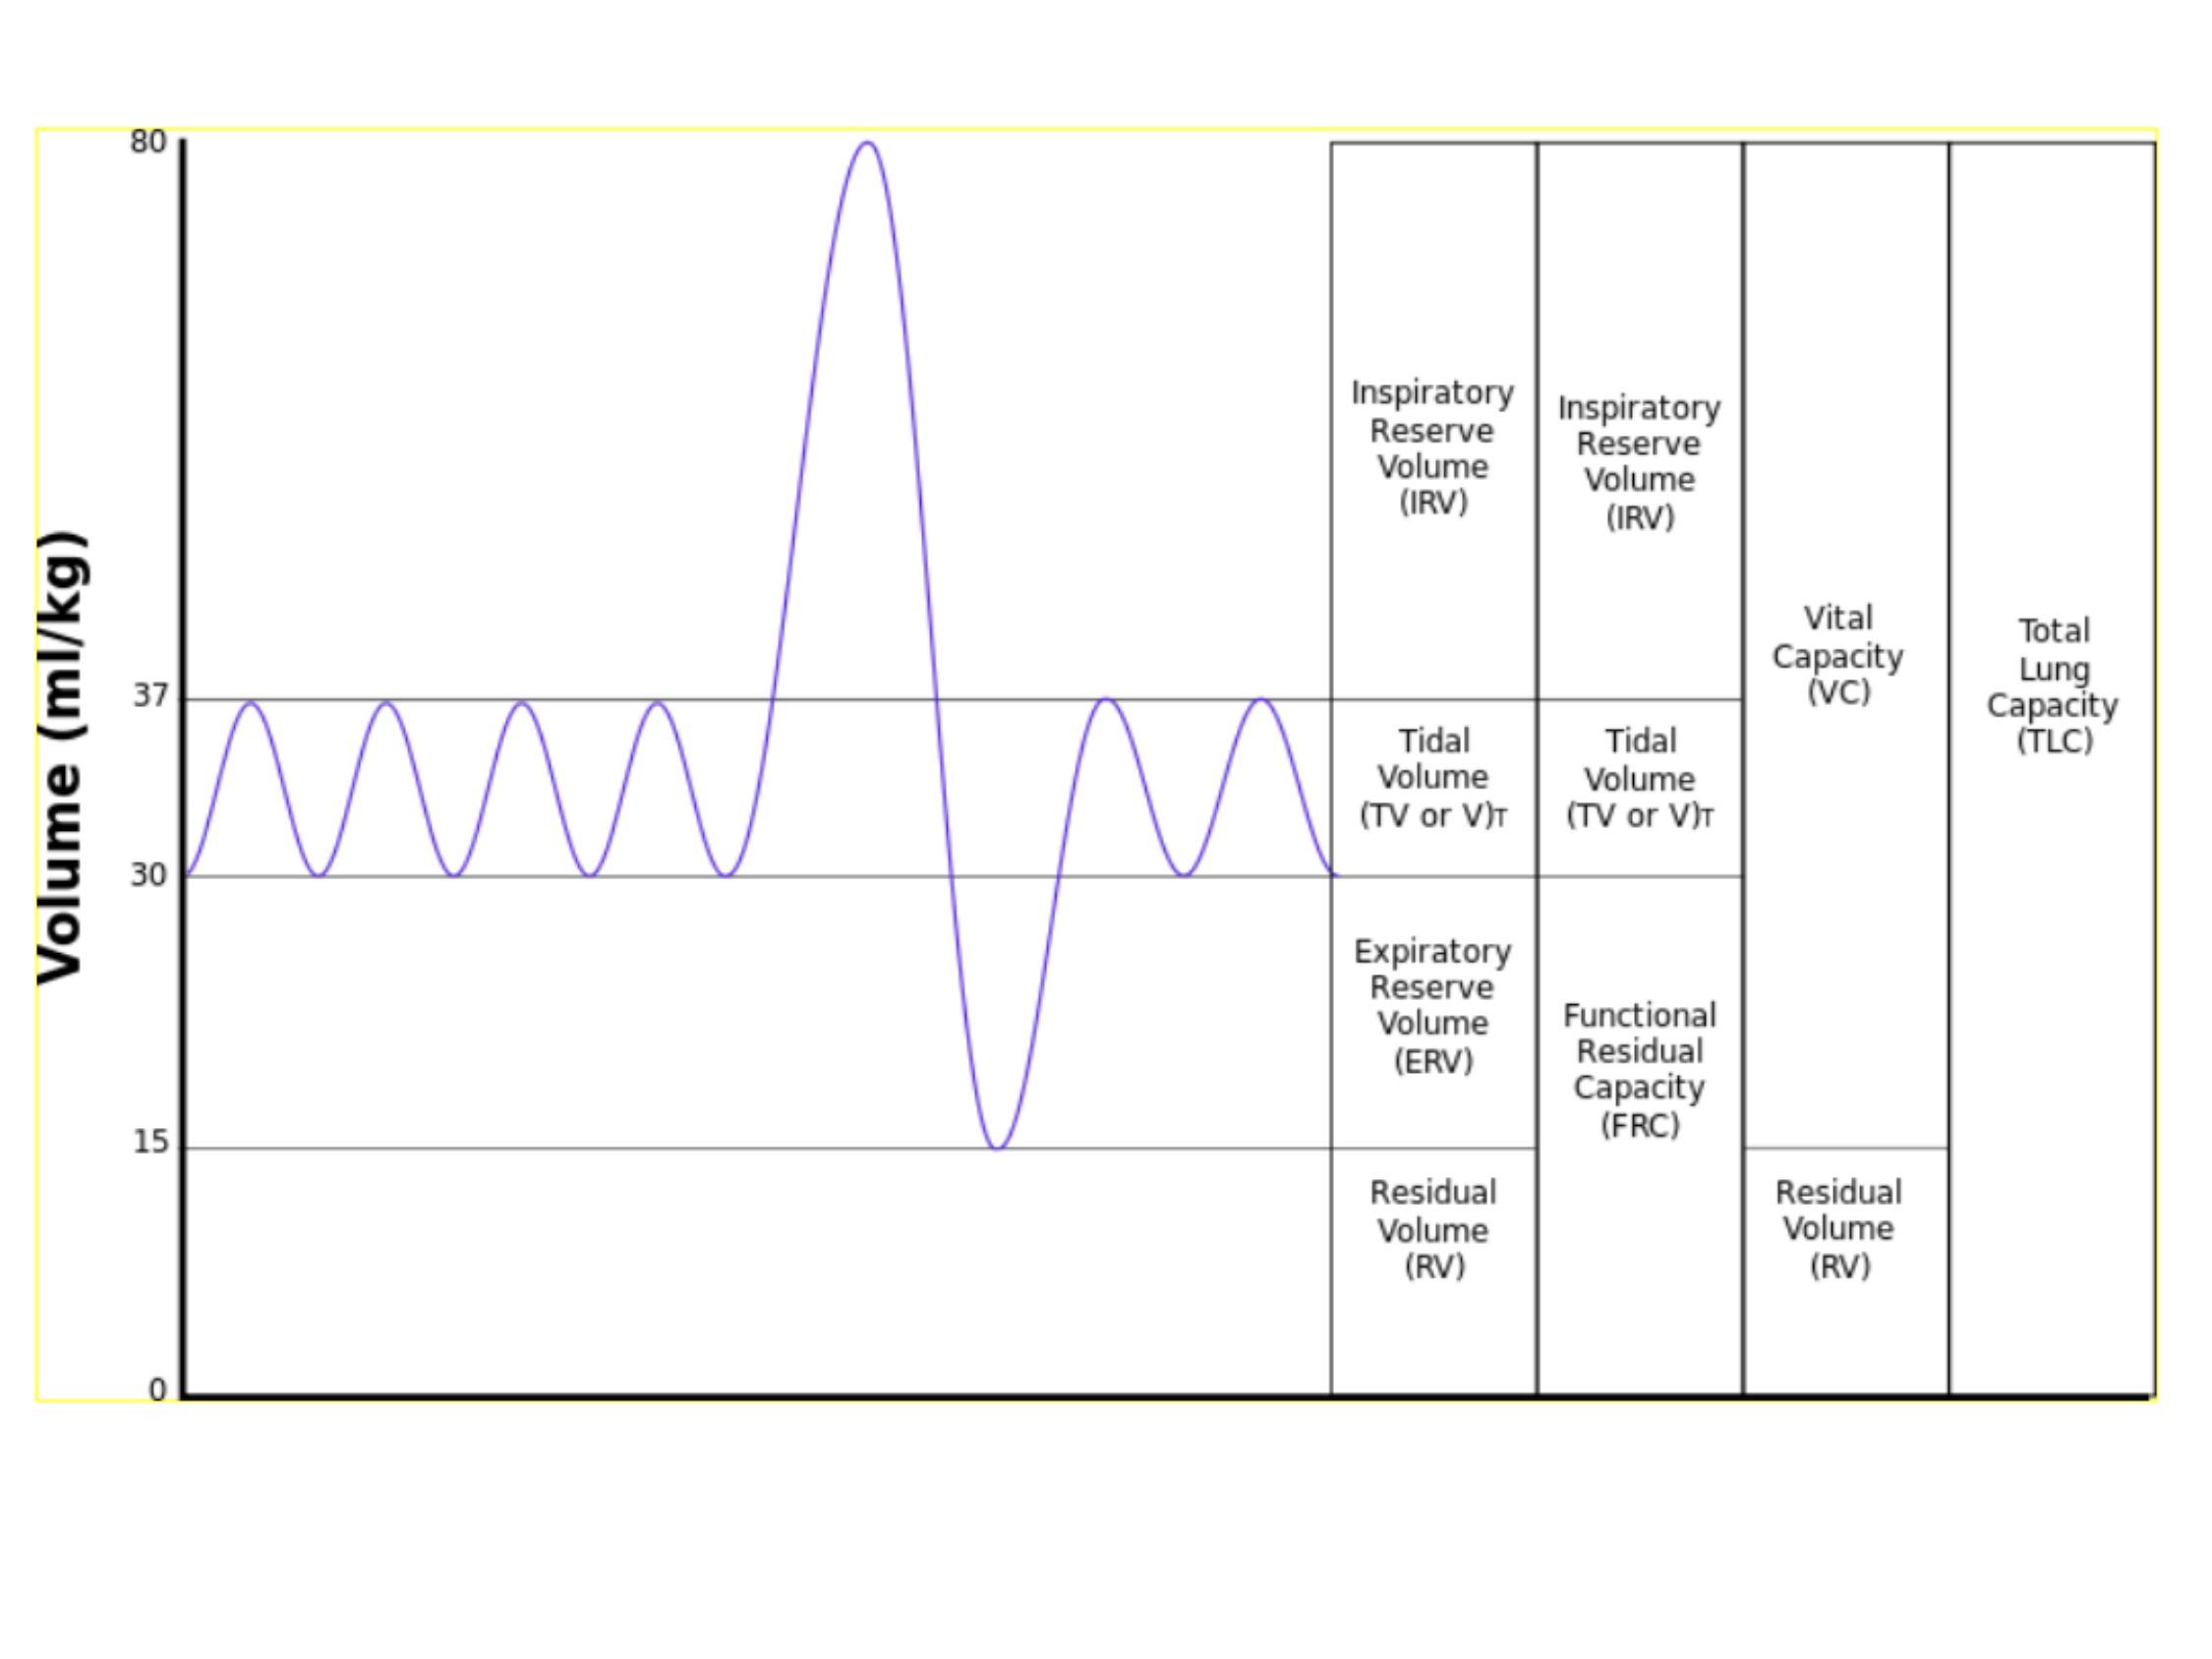 80
37
30
15
0
Volume (ml/kg)
Inspiratory
Reserve
Volume
(IRV)
Tidal
Volume
(TV or V)T
Expiratory
Reserve
Volume
(ERV)
Residual
Volume
(RV)
Inspiratory
Reserve
Volume
(IRV)
Tidal
Volume
(TV or V)T
Functional
Residual
Capacity
(FRC)
Vital
Capacity
(VC)
Residual
Volume
(RV)
Total
Lung
Capacity
(TLC)